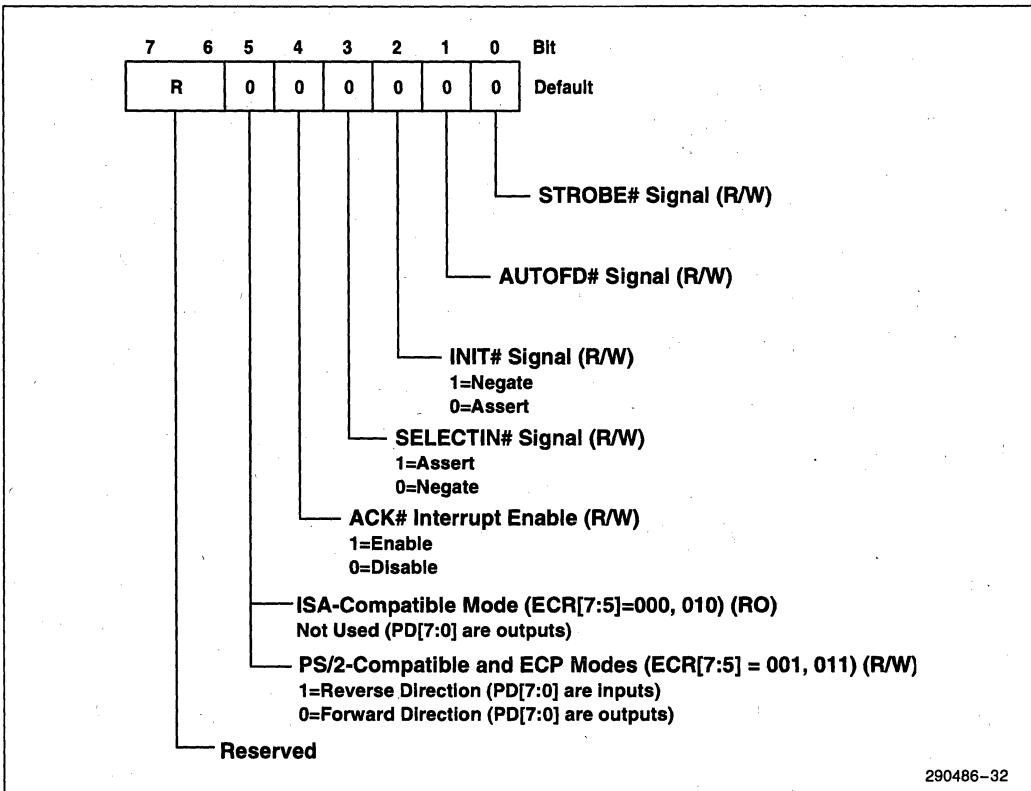 7 6 5 4 3 2 1 0 Bit
R 0 0 0 0 0 0 Default
STROBE# Signal (R/W)
AUTOFD# Signal (R/W)
INIT# Signal (R/W)
1=Negate
0=Assert
SELECTIN# Signal (R/W)
1=Assert
0=Negate
ACK# Interrupt Enable (R/W)
1=Enable
0=Disable
ISA-Compatible Mode (ECR[7:5]=000, 010) (RO)
Not Used (PD[7:0] are outputs)
PS/2-Compatible and ECP Modes (ECR[7:5] = 001, 011) (R/W)
1=Reverse Direction (PD[7:0] are inputs)
0=Forward Direction (PD[7:0] are outputs)
Reserved
290486-32